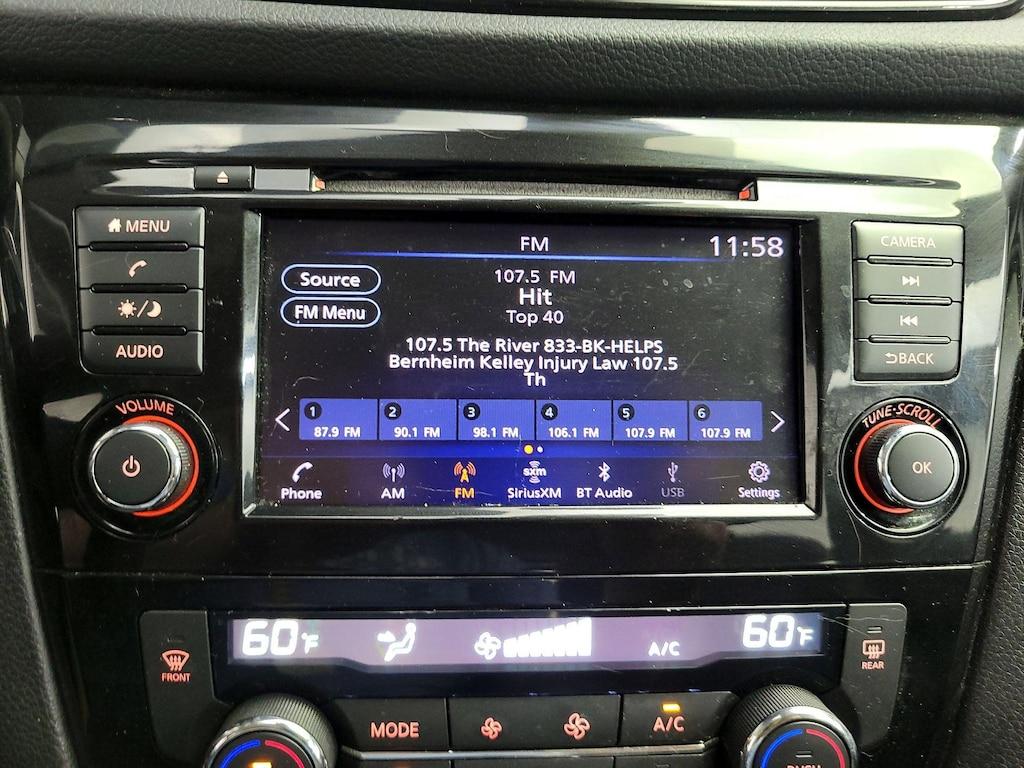 MENU
AUDIO
VOLUME
FM
11:58
Source
FM Menu
107.5 FM
Hit
Top 40
107.5 The River 833-BK-HELPS
Bernheim Kelley Injury Law 107.5
Th
1 2 3 4 5 6
87.9 FM 90.1 FM 98.1 FM 106.1 FM 107.9 FM 107.9 FM
sxm
Phone AM FM SiriusXM BT Audio USB Settings
CAMERA
BACK
TUNE·SCROLL
OK
60°F
A/C
60°F
FRONT
REAR
MODE
A/C
PUSH